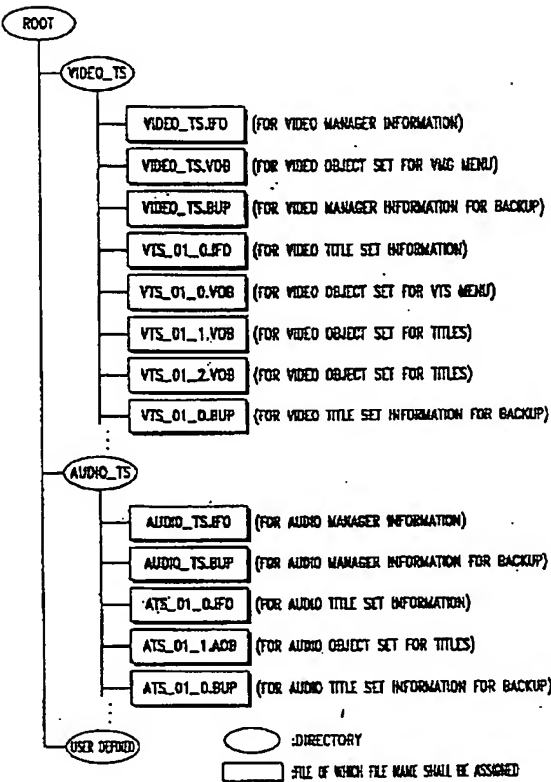 ROOT
VIDEO_TS
VIDEO_TS.IFO (FOR VIDEO MANAGER INFORMATION)
VIDEO_TS.VOB (FOR VIDEO OBJECT SET FOR VMG MENU)
VIDEO_TS.BUP (FOR VIDEO MANAGER INFORMATION FOR BACKUP)
VTS_01_0.IFO (FOR VIDEO TITLE SET INFORMATION)
VTS_01_0.VOB (FOR VIDEO OBJECT SET FOR VTS MENU)
VTS_01_1.VOB (FOR VIDEO OBJECT SET FOR TITLES)
VTS_01_2.VOB (FOR VIDEO OBJECT SET FOR TITLES)
VTS_01_0.BUP (FOR VIDEO TITLE SET INFORMATION FOR BACKUP)
AUDIO_TS
AUDIO_TS.IFO (FOR AUDIO MANAGER INFORMATION)
AUDIO_TS.BUP (FOR AUDIO MANAGER INFORMATION FOR BACKUP)
ATS_01_0.IFO (FOR AUDIO TITLE SET INFORMATION)
ATS_01_1.AOB (FOR AUDIO OBJECT SET FOR TITLES)
ATS_01_0.BUP (FOR AUDIO TITLE SET INFORMATION FOR BACKUP)
USER DEFINED
:DIRECTORY
:FILE OF WHICH FILE NAME SHALL BE ASSIGNED